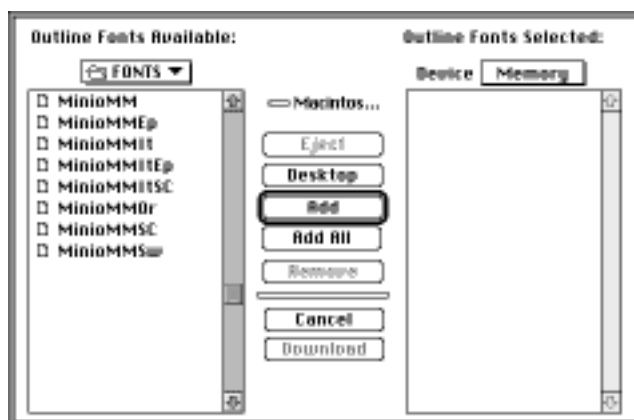 Outline Fonts Available:
FONTS
MinioMM
MinioMMEp
MinioMMIt
MinioMMItEp
MinioMMItSC
MinioMMOr
MinioMMSC
MinioMMSw
Macintos...
Eject
Desktop
Add
Add All
Remove
Cancel
Download
Outline Fonts Selected:
Device Memory